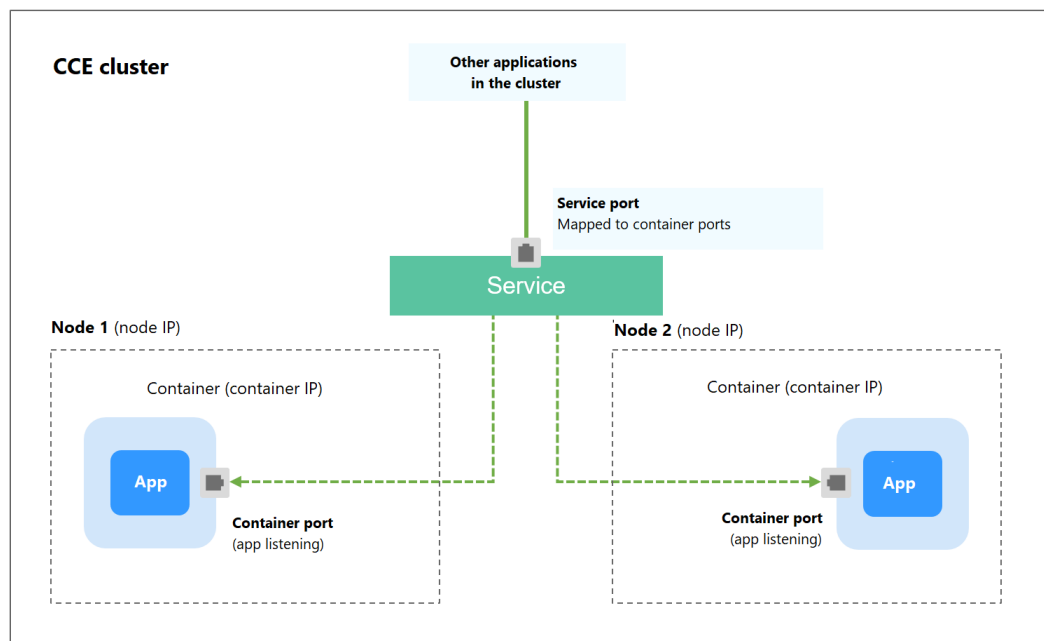 CCE cluster
Other applications
in the cluster
Service port
Mapped to container ports
Service
Node 1 (node IP)
Container (container IP)
App
Container port
(app listening)
Node 2 (node IP)
Container (container IP)
App
Container port
(app listening)